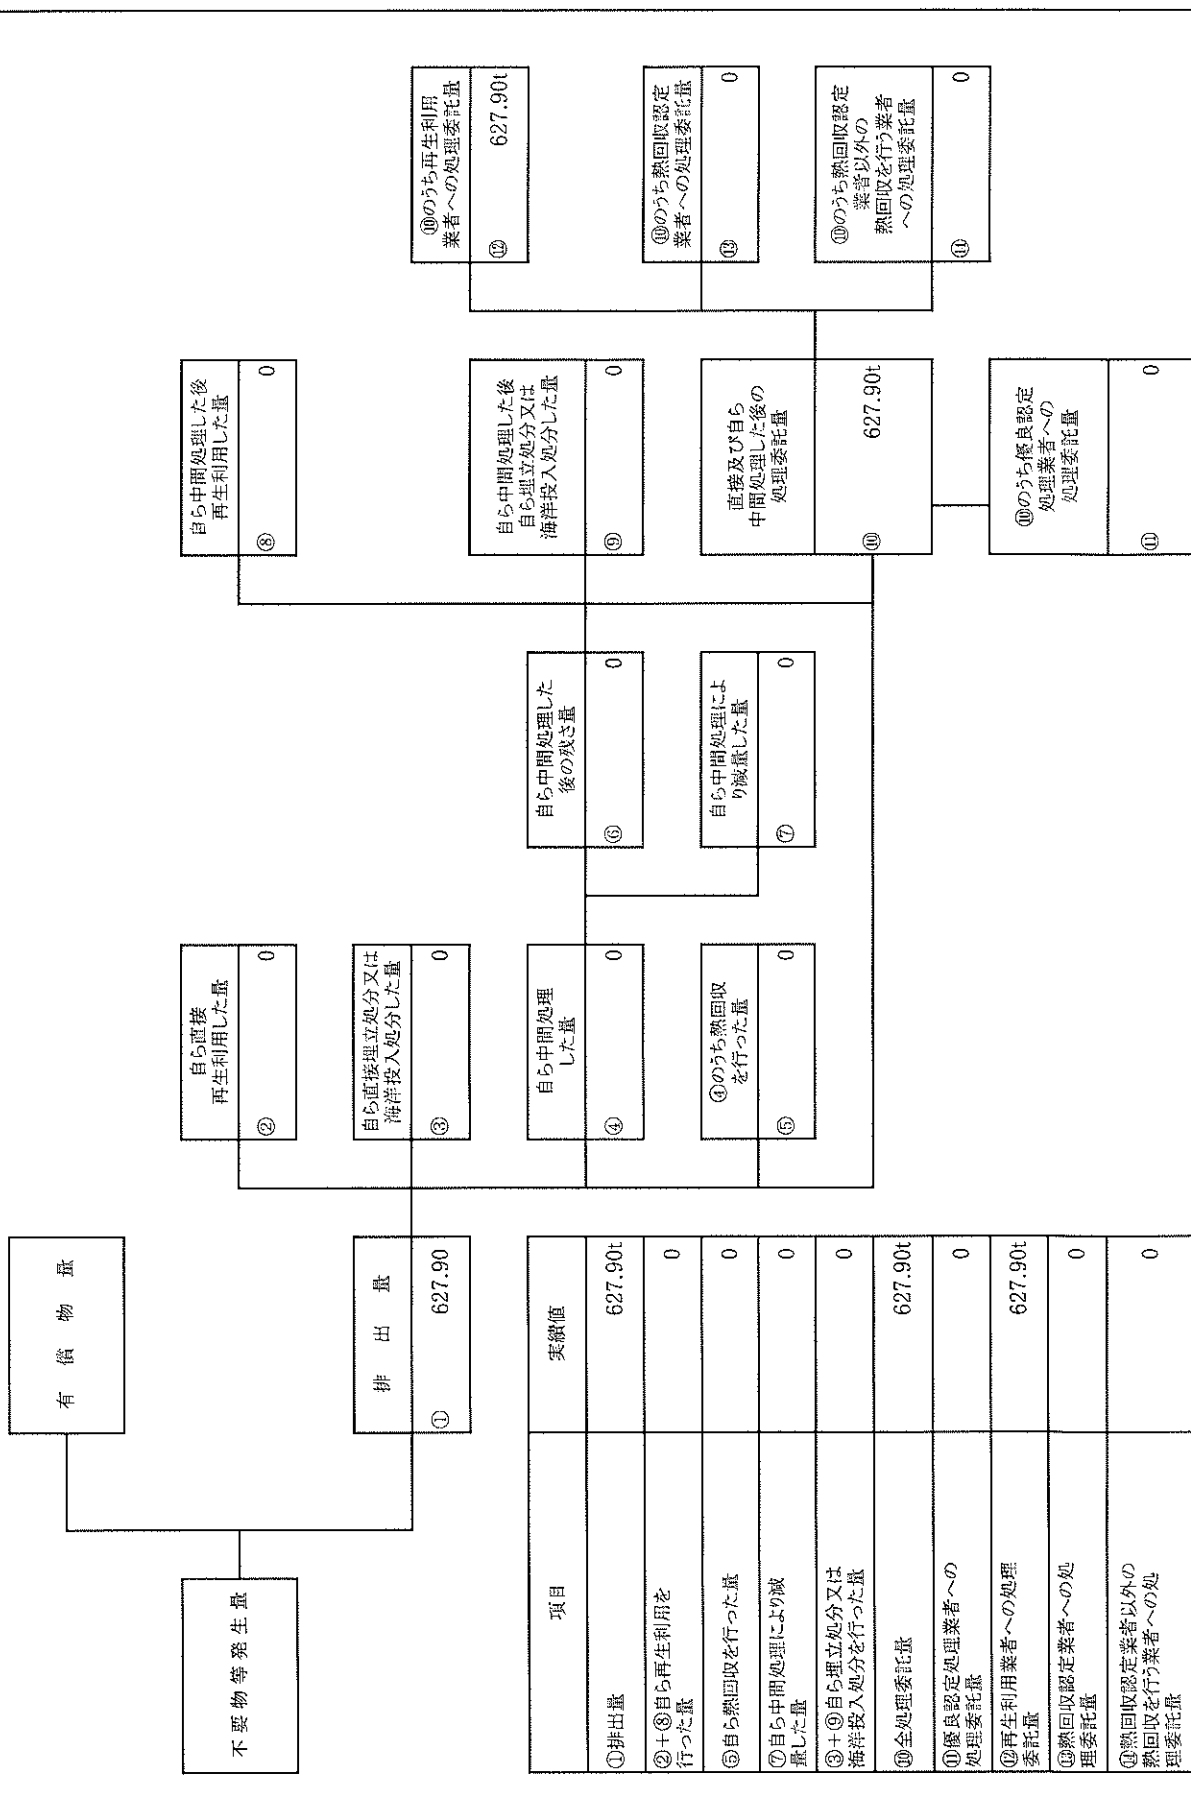 不要物等発生量
有償物量
排出量
① 627.90
自ら直接
再生利用した量
② 0
自ら直接埋立処分又は
海洋投入処分した量
③ 0
自ら中間処理
した量
④ 0
④のうち熱回収
を行った量
⑤ 0
自ら中間処理した
後の残さ量
⑥ 0
自ら中間処理によ
り減量した量
⑦ 0
自ら中間処理した後
再生利用した量
⑧ 0
自ら中間処理した後
自ら埋立処分又は
海洋投入処分した量
⑨ 0
直接及び自ら
中間処理した後の
処理委託量
⑩ 627.90t
⑩のうち優良認定
処理業者への
処理委託量
⑪ 0
⑩のうち再生利用
業者への処理委託量
⑫ 627.90t
⑩のうち熱回収認定
業者への処理委託量
⑬ 0
⑩のうち熱回収認定
業者以外の
熱回収を行う業者
への処理委託量
⑭ 0
項目 実績値
①排出量 627.90t
②+⑧自ら再生利用を
行った量 0
⑤自ら熱回収を行った量 0
⑦自ら中間処理により減
量した量 0
③+⑨自ら埋立処分又は
海洋投入処分を行った量 0
⑩全処理委託量 627.90t
⑪優良認定処理業者への
処理委託量 0
⑫再生利用業者への処理
委託量 627.90t
⑬熱回収認定業者への処
理委託量 0
⑭熱回収認定業者以外の
熱回収を行う業者への処
理委託量 0